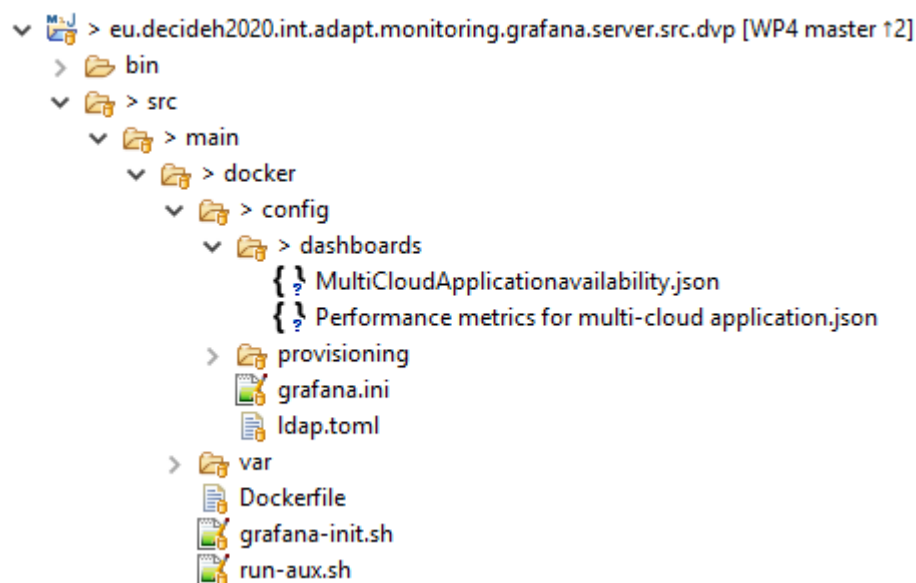 > eu.decideh2020.int.adapt.monitoring.grafana.server.src.dvp [WP4 master ↑2]
bin
> src
> main
> docker
> config
> dashboards
MultiCloudApplicationavailability.json
Performance metrics for multi-cloud application.json
provisioning
grafana.ini
ldap.toml
var
Dockerfile
grafana-init.sh
run-aux.sh